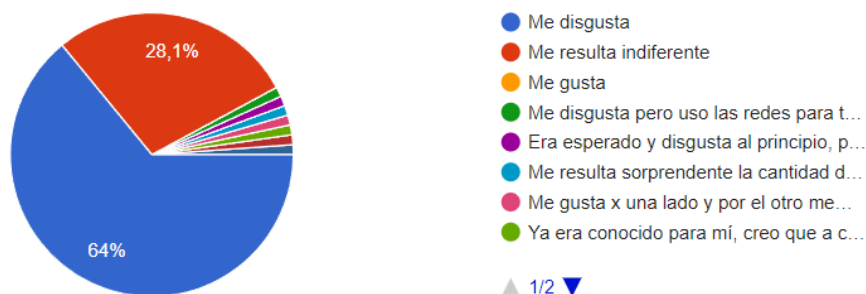 28,1%
64%
Me disgusta
Me resulta indiferente
Me gusta
Me disgusta pero uso las redes para t...
Era esperado y disgusta al principio, p...
Me resulta sorprendente la cantidad d...
Me gusta x una lado y por el otro me...
Ya era conocido para mí, creo que a c...
1/2